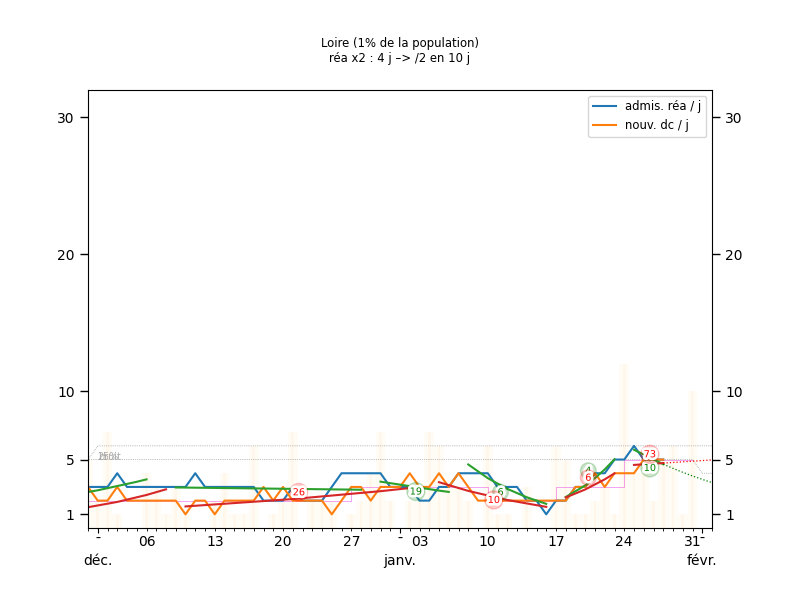 Loire (1% de la population)
réa x2 : 4 j –> /2 en 10 j
admis. réa / j
nouv. dc / j
30 30
20 20
10 10
5 5
1 1
26
19
6
10
4
6
73
10
- 06 13 20 27 - 03 10 17 24 31 -
déc. janv. févr.